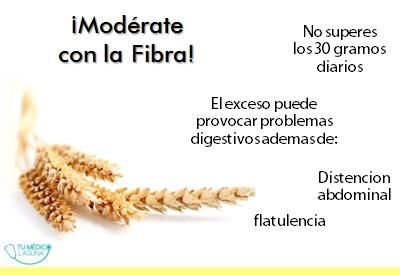 ¡Modérate
con la Fibra!
No superes
los 30 gramos
diarios
El exceso puede
provocar problemas
digestivos ademas de:
Distencion
abdominal
flatulencia
TU MÉDICO
LAGUNA